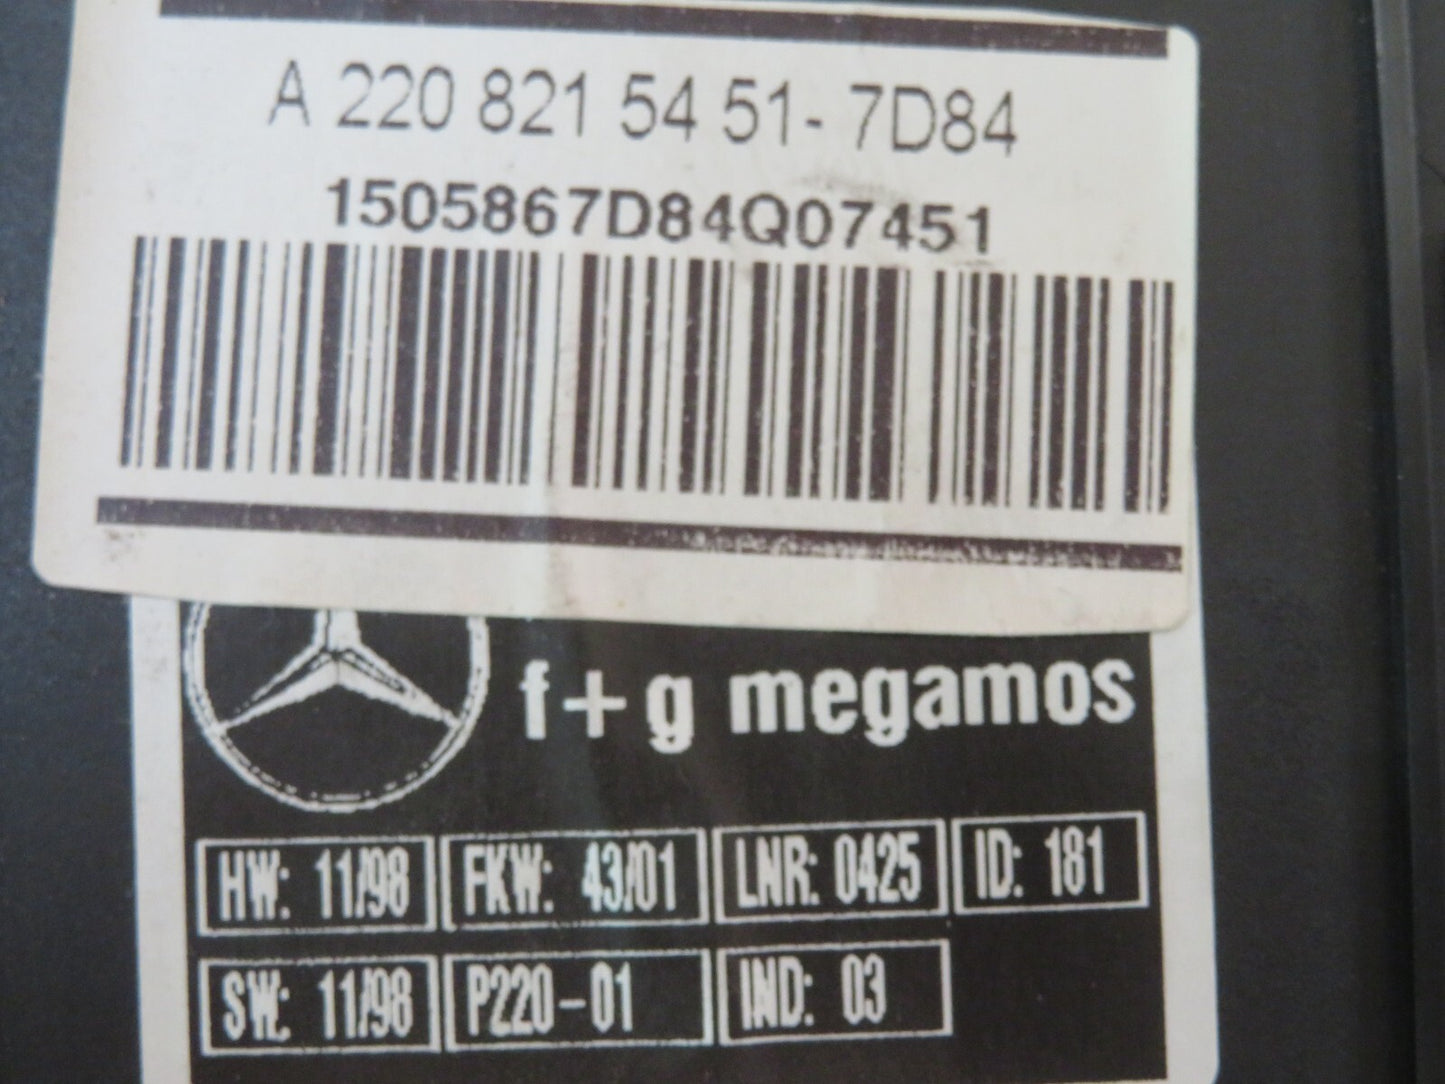 A 220 821 54 51- 7D84
1505867D84Q07451
f+g megamos
HW: 11/98 FKW: 43/01 LNR: 0425 ID: 181
SW: 11/98 P220-01 IND: 03